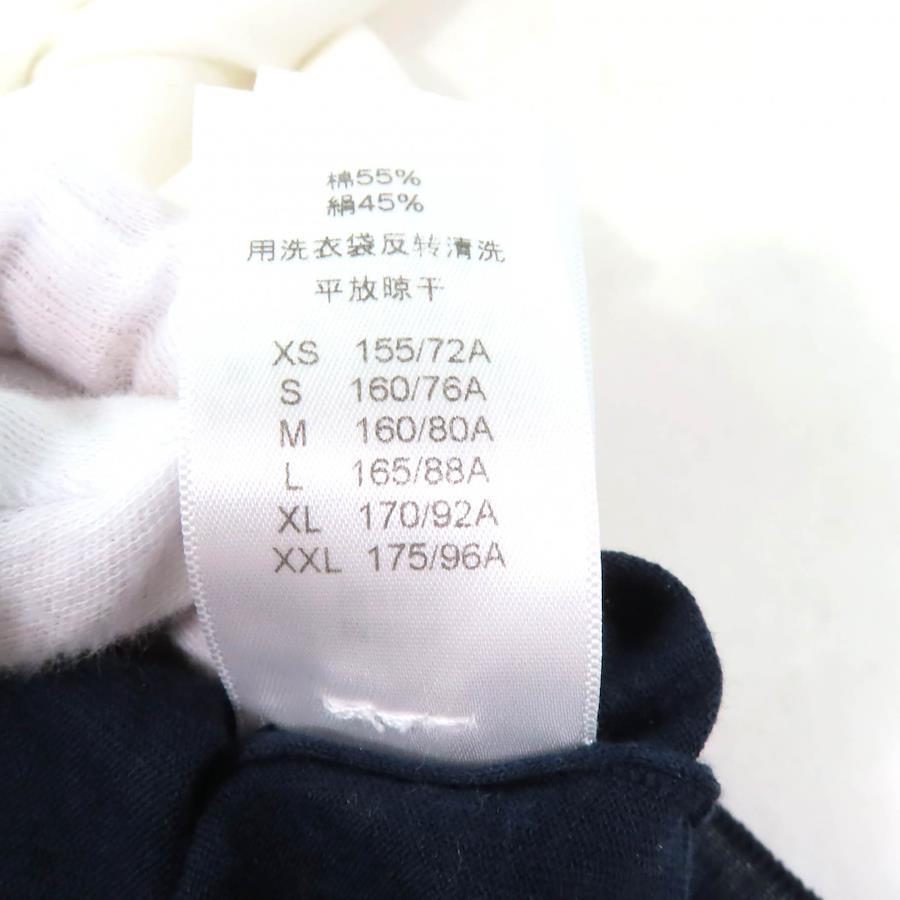 棉55%
絹45%
用洗衣袋反转清洗
平放晾干
XS 155/72A
S 160/76A
M 160/80A
L 165/88A
XL 170/92A
XXL 175/96A